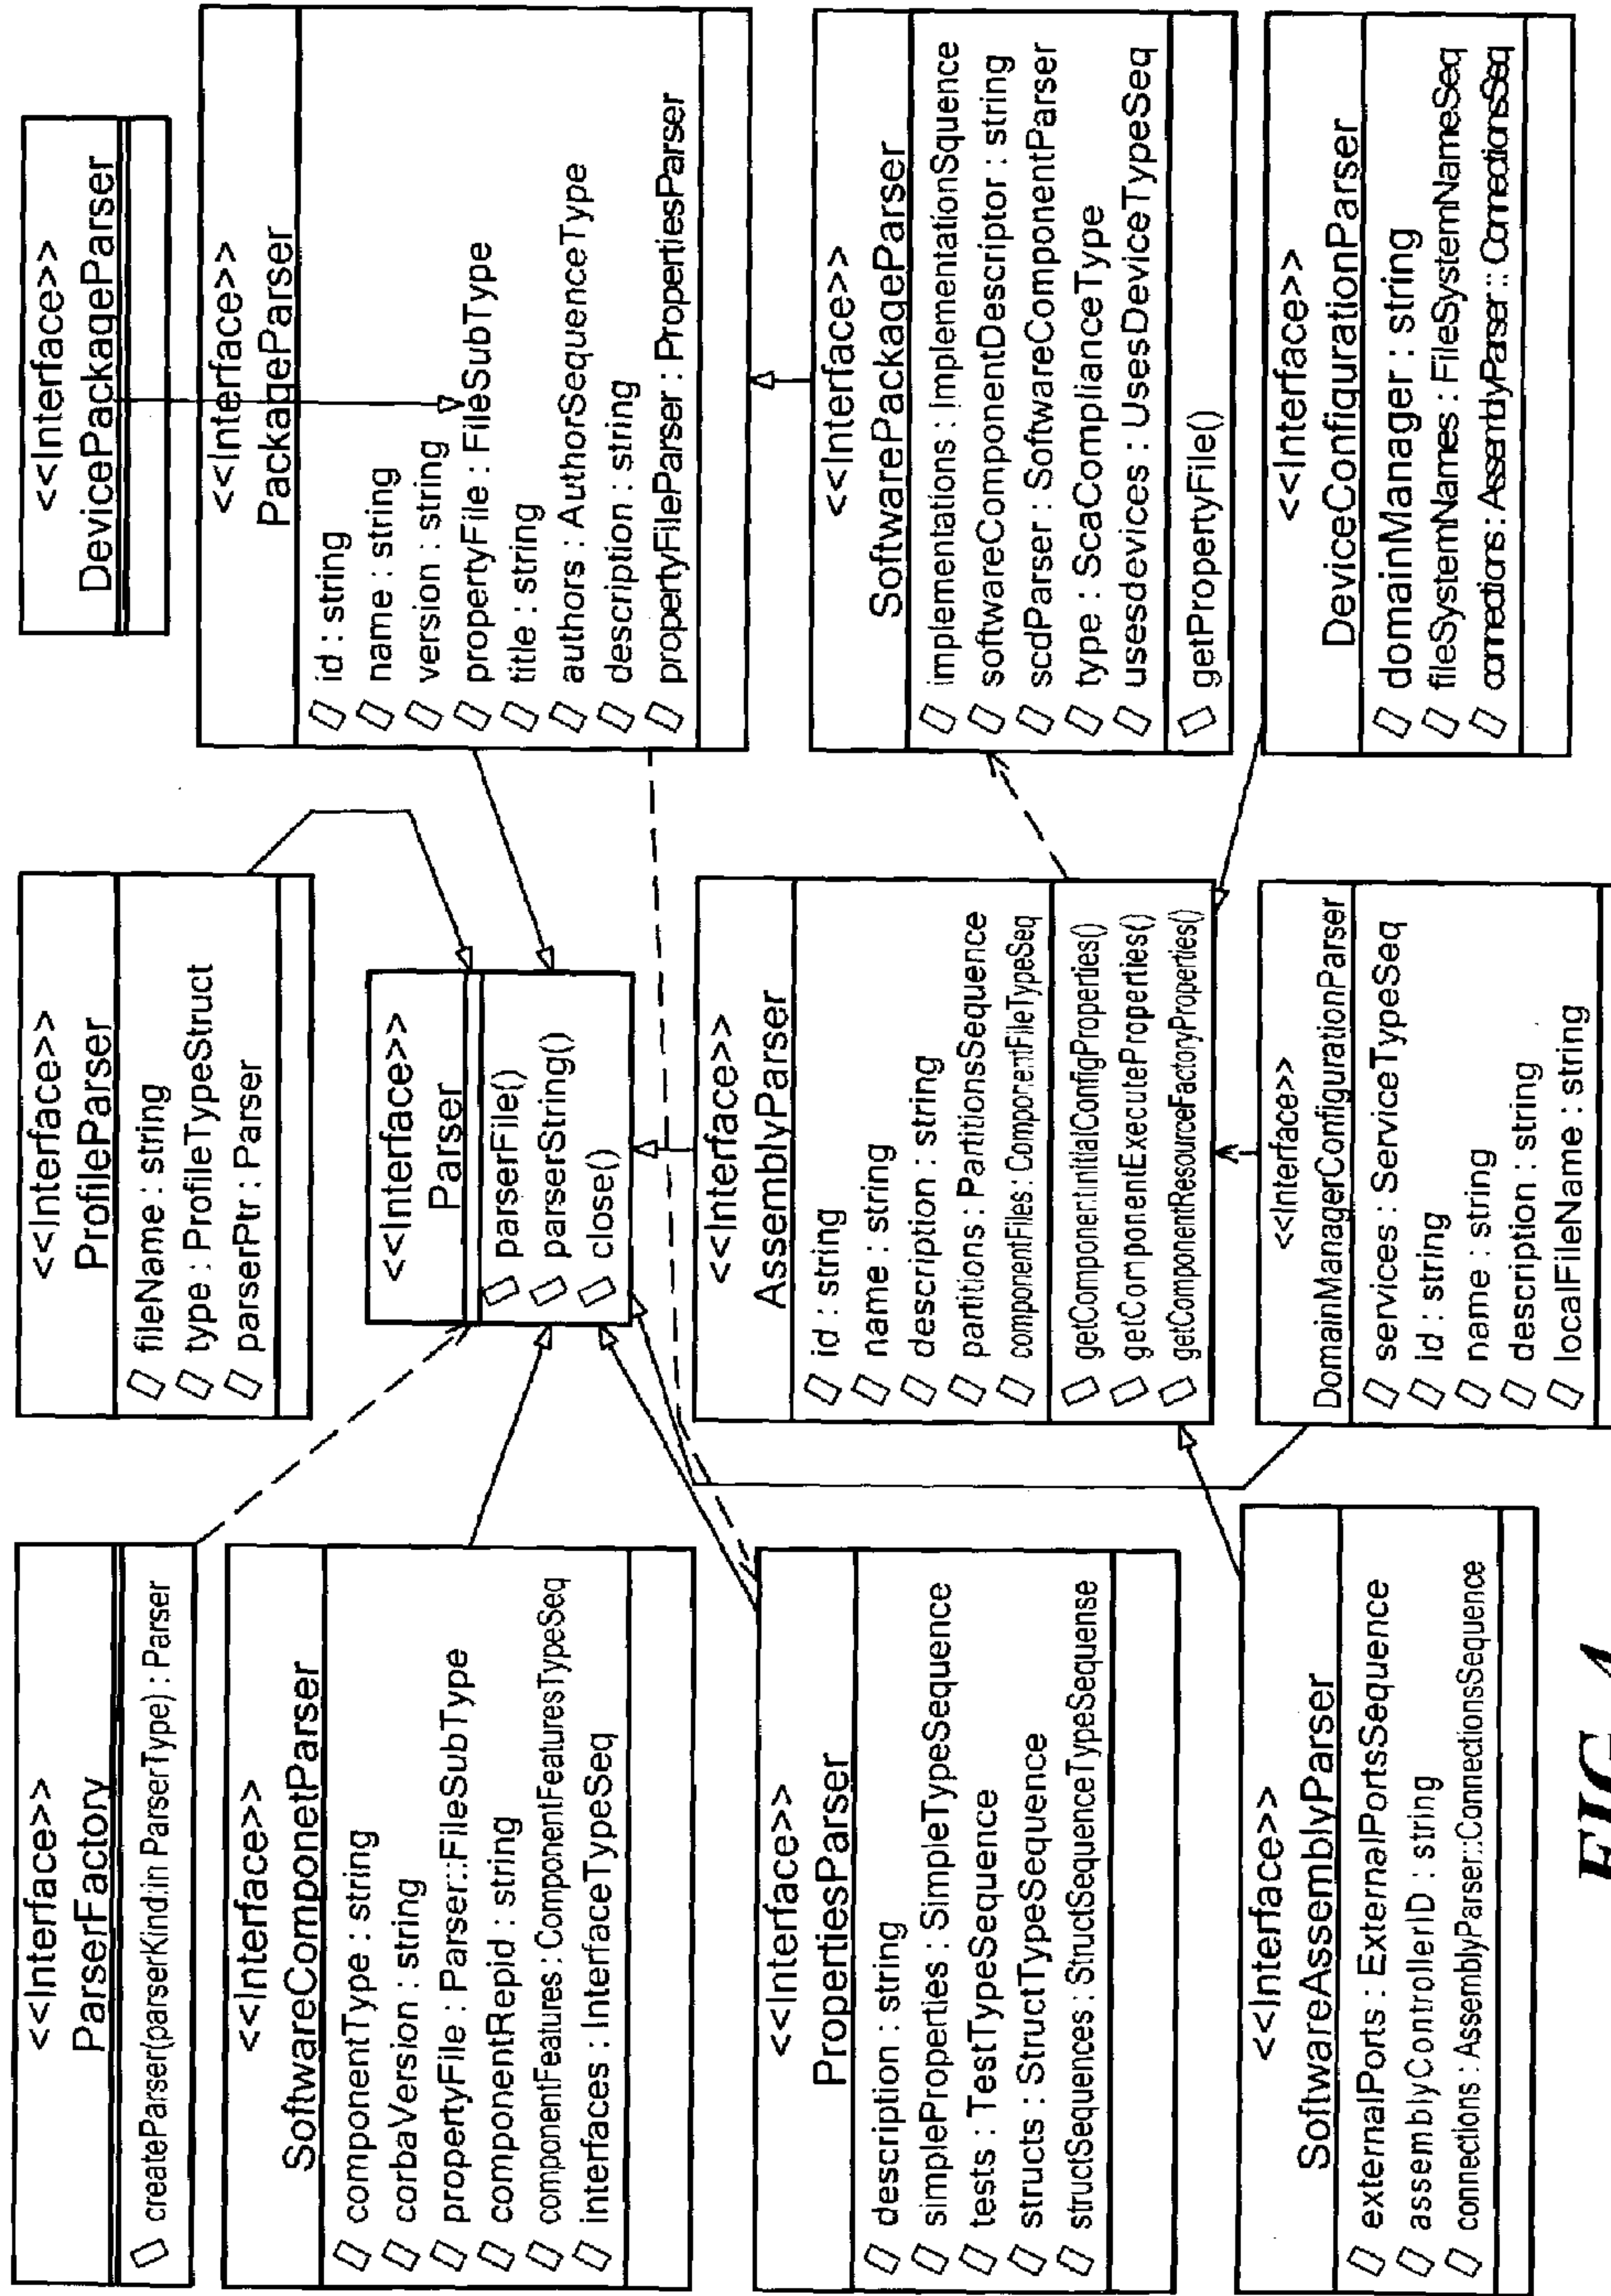 <<Interface>>
ParserFactory
createParser(parserKind:in ParserType) : Parser
<<Interface>>
ProfileParser
fileName : string
type : ProfileTypeStruct
parserPtr : Parser
<<Interface>>
DevicePackageParser
<<Interface>>
SoftwareComponetParser
componentType : string
corbaVersion : string
propertyFile : Parser::FileSubType
componentRepid : string
componentFeatures : ComponentFeaturesTypeSeq
interfaces : InterfaceTypeSeq
<<Interface>>
Parser
parserFile()
parserString()
close()
<<Interface>>
PackageParser
id : string
name : string
version : string
propertyFile : FileSubType
title : string
authors : AuthorSequenceType
description : string
propertyFileParser : PropertiesParser
<<Interface>>
PropertiesParser
description : string
simpleProperties : SimpleTypeSequence
tests : TestTypeSequence
structs : StructTypeSequence
structSequences : StructSequenceTypeSequense
<<Interface>>
AssemblyParser
id : string
name : string
description : string
partitions : PartitionsSequence
componentFiles : ComponentFileTypeSeq
getComponentInitialConfigProperties()
getComponentExecuteProperties()
getComponentResourceFactoryProperties()
<<Interface>>
SoftwarePackageParser
implementations : ImplementationSquence
softwareComponentDescriptor : string
scdParser : SoftwareComponentParser
type : ScaComplianceType
usesdevices : UsesDeviceTypeSeq
getPropertyFile()
<<Interface>>
SoftwareAssemblyParser
externalPorts : ExternalPortsSequence
assemblyControllerID : string
connections : AssemblyParser::ConnectionsSequence
<<Interface>>
DomainManagerConfigurationParser
services : ServiceTypeSeq
id : string
name : string
description : string
localFileName : string
<<Interface>>
DeviceConfigurationParser
domainManager : string
fileSystemNames : FileSystemNameSeq
connections : AssemblyParser :: ConnectionsSeq
FIG. 4